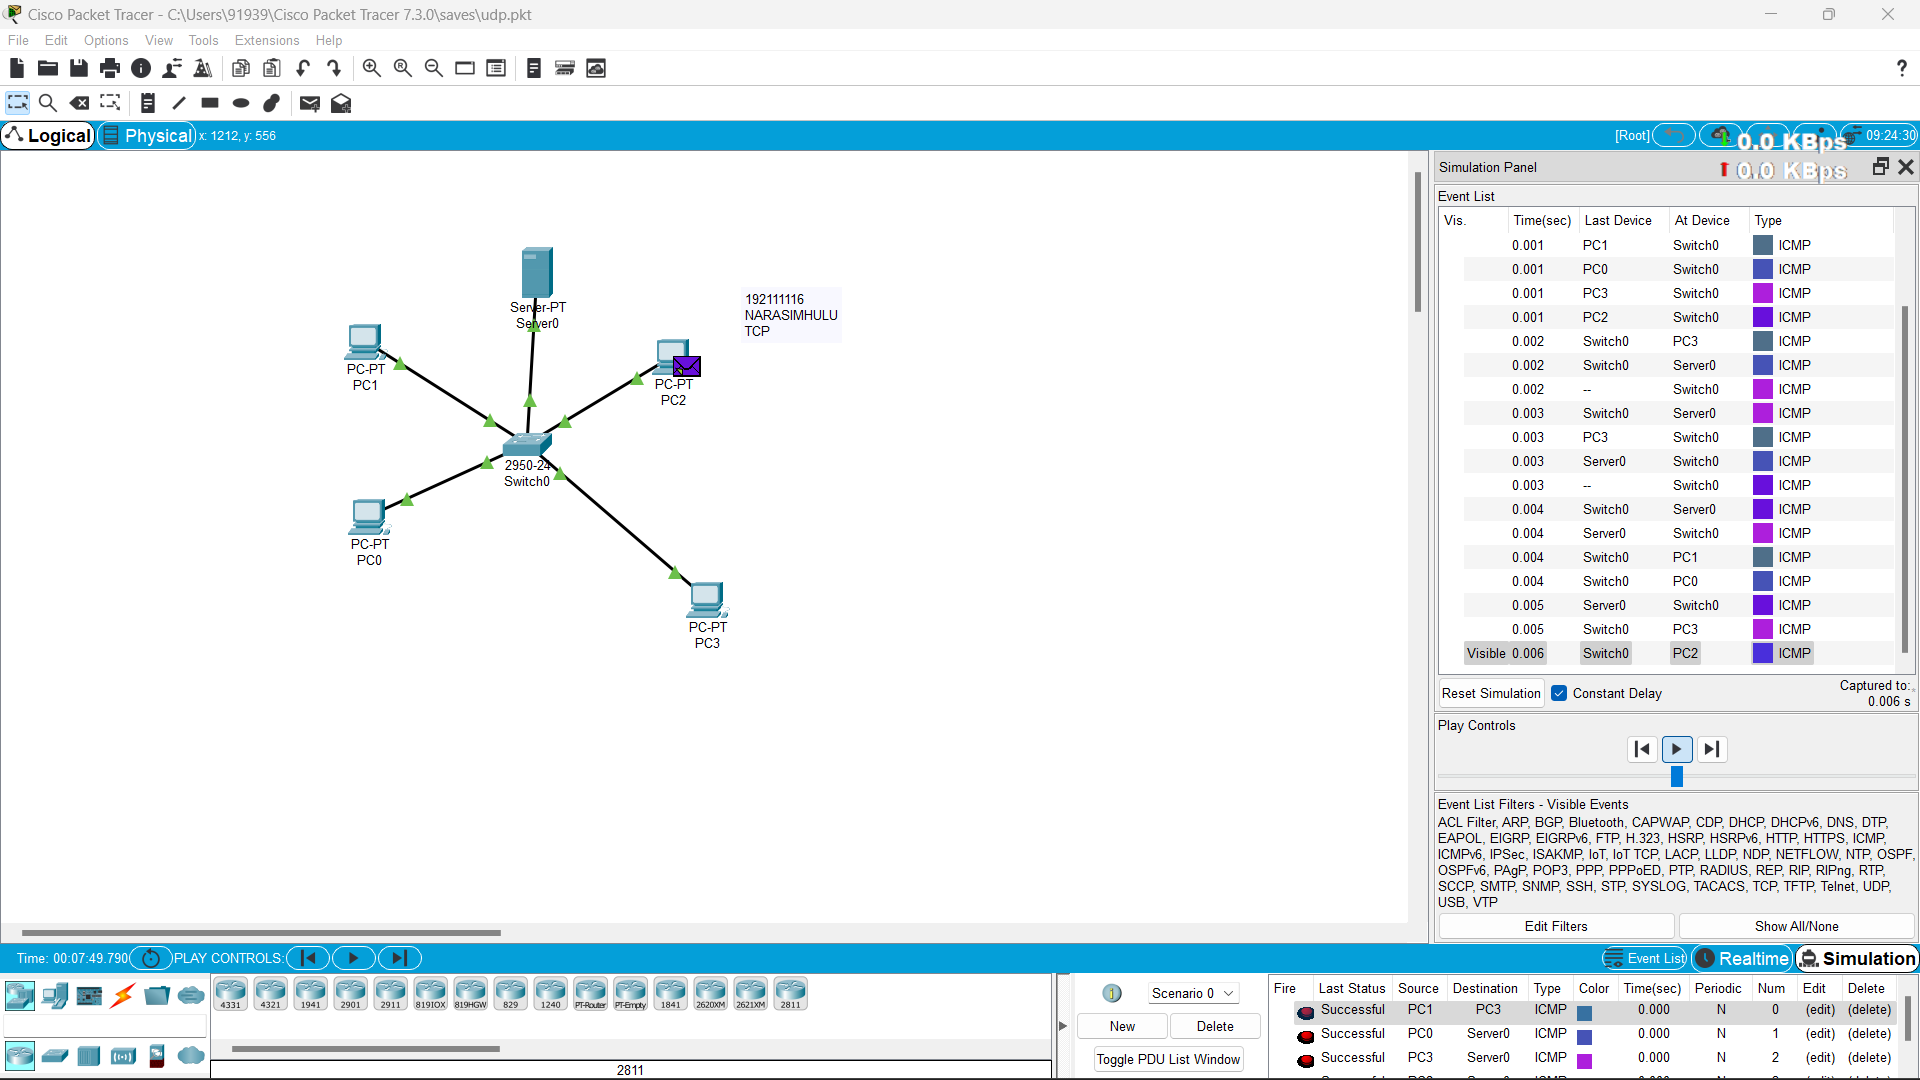 Cisco Packet Tracer - C:\Users\91939\Cisco Packet Tracer 7.3.0\saves\udp.pkt
File Edit Options View Tools Extensions Help
Logical Physical x: 1212, y: 556 [Root] 09:24:30
0.0 KBps
0.0 KBps
Server-PT
Server0
192111116
NARASIMHULU
TCP
PC-PT
PC1
PC-PT
PC2
2950-24
Switch0
PC-PT
PC0
PC-PT
PC3
Simulation Panel
Event List
Vis. Time(sec) Last Device At Device Type
0.001 PC1 Switch0 ICMP
0.001 PC0 Switch0 ICMP
0.001 PC3 Switch0 ICMP
0.001 PC2 Switch0 ICMP
0.002 Switch0 PC3 ICMP
0.002 Switch0 Server0 ICMP
0.002 -- Switch0 ICMP
0.003 Switch0 Server0 ICMP
0.003 PC3 Switch0 ICMP
0.003 Server0 Switch0 ICMP
0.003 -- Switch0 ICMP
0.004 Switch0 Server0 ICMP
0.004 Server0 Switch0 ICMP
0.004 Switch0 PC1 ICMP
0.004 Switch0 PC0 ICMP
0.005 Server0 Switch0 ICMP
0.005 Switch0 PC3 ICMP
Visible 0.006 Switch0 PC2 ICMP
Reset Simulation Constant Delay Captured to:
0.006 s
Play Controls
Event List Filters - Visible Events
ACL Filter, ARP, BGP, Bluetooth, CAPWAP, CDP, DHCP, DHCPv6, DNS, DTP,
EAPOL, EIGRP, EIGRPv6, FTP, H.323, HSRP, HSRPv6, HTTP, HTTPS, ICMP,
ICMPv6, IPSec, ISAKMP, IoT, IoT TCP, LACP, LLDP, NDP, NETFLOW, NTP, OSPF,
OSPFv6, PAgP, POP3, PPP, PPPoED, PTP, RADIUS, REP, RIP, RIPng, RTP,
SCCP, SMTP, SNMP, SSH, STP, SYSLOG, TACACS, TCP, TFTP, Telnet, UDP,
USB, VTP
Edit Filters Show All/None
Time: 00:07:49.790 PLAY CONTROLS: Event List Realtime Simulation
4331 4321 1941 2901 2911 819IOX 819HGW 829 1240 PT-Router PT-Empty 1841 2620XM 2621XM 2811
2811
Scenario 0
New Delete
Toggle PDU List Window
Fire Last Status Source Destination Type Color Time(sec) Periodic Num Edit Delete
Successful PC1 PC3 ICMP 0.000 N 0 (edit) (delete)
Successful PC0 Server0 ICMP 0.000 N 1 (edit) (delete)
Successful PC3 Server0 ICMP 0.000 N 2 (edit) (delete)